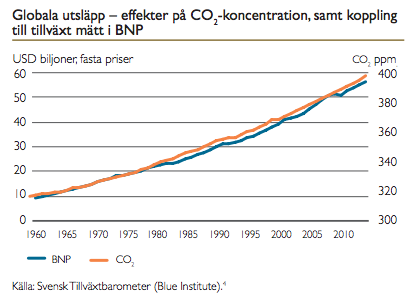 Globala utsläpp – effekter på CO2-koncentration, samt koppling
till tillväxt mätt i BNP
USD biljoner, fasta priser
CO2 ppm
60
50
40
30
20
10
0
400
380
360
340
320
300
1960 1965 1970 1975 1980 1985 1990 1995 2000 2005 2010
BNP CO2
Källa: Svensk Tillväxtbarometer (Blue Institute).4